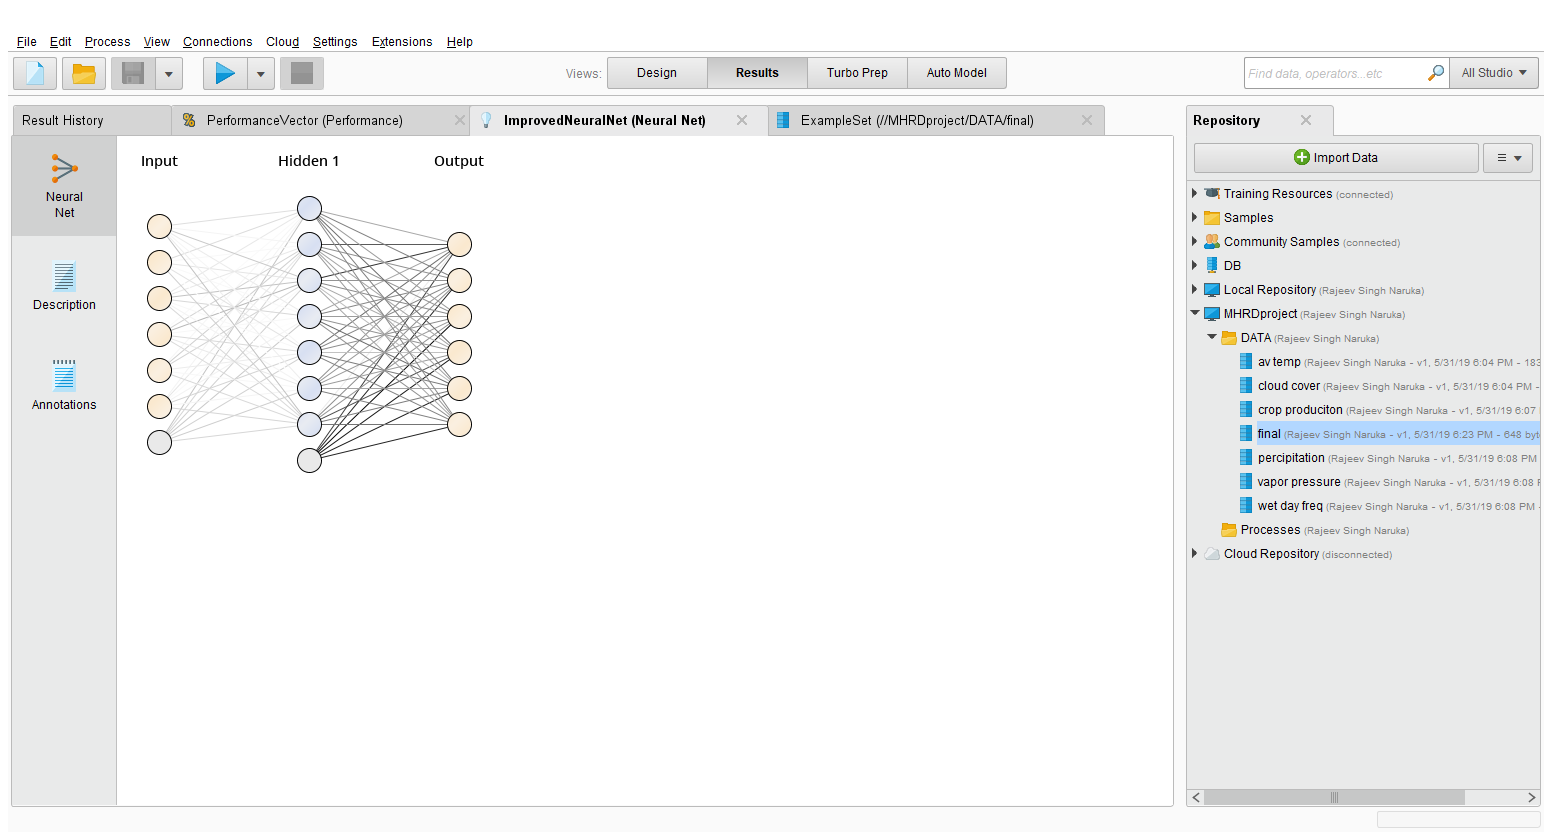 File Edit Process View Connections Cloud Settings Extensions Help
Views: Design Results Turbo Prep Auto Model
Find data, operators...etc
All Studio
Result History
PerformanceVector (Performance)
ImprovedNeuralNet (Neural Net)
ExampleSet (//MHRDproject/DATA/final)
Neural
Net
Description
Annotations
Input Hidden 1 Output
Repository
Import Data
Training Resources (connected)
Samples
Community Samples (connected)
DB
Local Repository (Rajeev Singh Naruka)
MHRDproject (Rajeev Singh Naruka)
DATA (Rajeev Singh Naruka)
av temp (Rajeev Singh Naruka - v1, 5/31/19 6:04 PM - 183
cloud cover (Rajeev Singh Naruka - v1, 5/31/19 6:04 PM -
crop produciton (Rajeev Singh Naruka - v1, 5/31/19 6:07
final (Rajeev Singh Naruka - v1, 5/31/19 6:23 PM - 648 byt
percipitation (Rajeev Singh Naruka - v1, 5/31/19 6:08 PM
vapor pressure (Rajeev Singh Naruka - v1, 5/31/19 6:08
wet day freq (Rajeev Singh Naruka - v1, 5/31/19 6:08 PM -
Processes (Rajeev Singh Naruka)
Cloud Repository (disconnected)